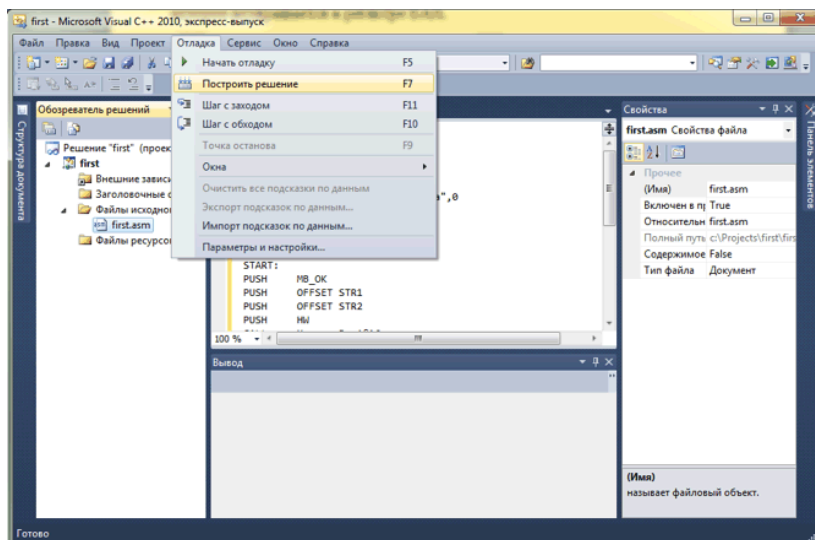 first - Microsoft Visual C++ 2010, экспресс-выпуск
Файл Правка Вид Проект Отладка Сервис Окно Справка
Начать отладку F5
Построить решение F7
Шаг с заходом F11
Шаг с обходом F10
Точка останова F9
Окна
Очистить все подсказки по данным
Экспорт подсказок по данным...
Импорт подсказок по данным...
Параметры и настройки...
Структура документа
Обозреватель решений
Решение "first" (проек
first
Внешние зависи
Заголовочные с
Файлы исходно
first.asm
Файлы ресурсо
",0
START:
PUSH MB_OK
PUSH OFFSET STR1
PUSH OFFSET STR2
PUSH HW
100 %
Вывод
Свойства
first.asm Свойства файла
Прочее
(Имя) first.asm
Включен в пр True
Относительн first.asm
Полный путь c:\Projects\first\firs
Содержимое False
Тип файла Документ
(Имя)
называет файловый объект.
Панель элементов
Готово